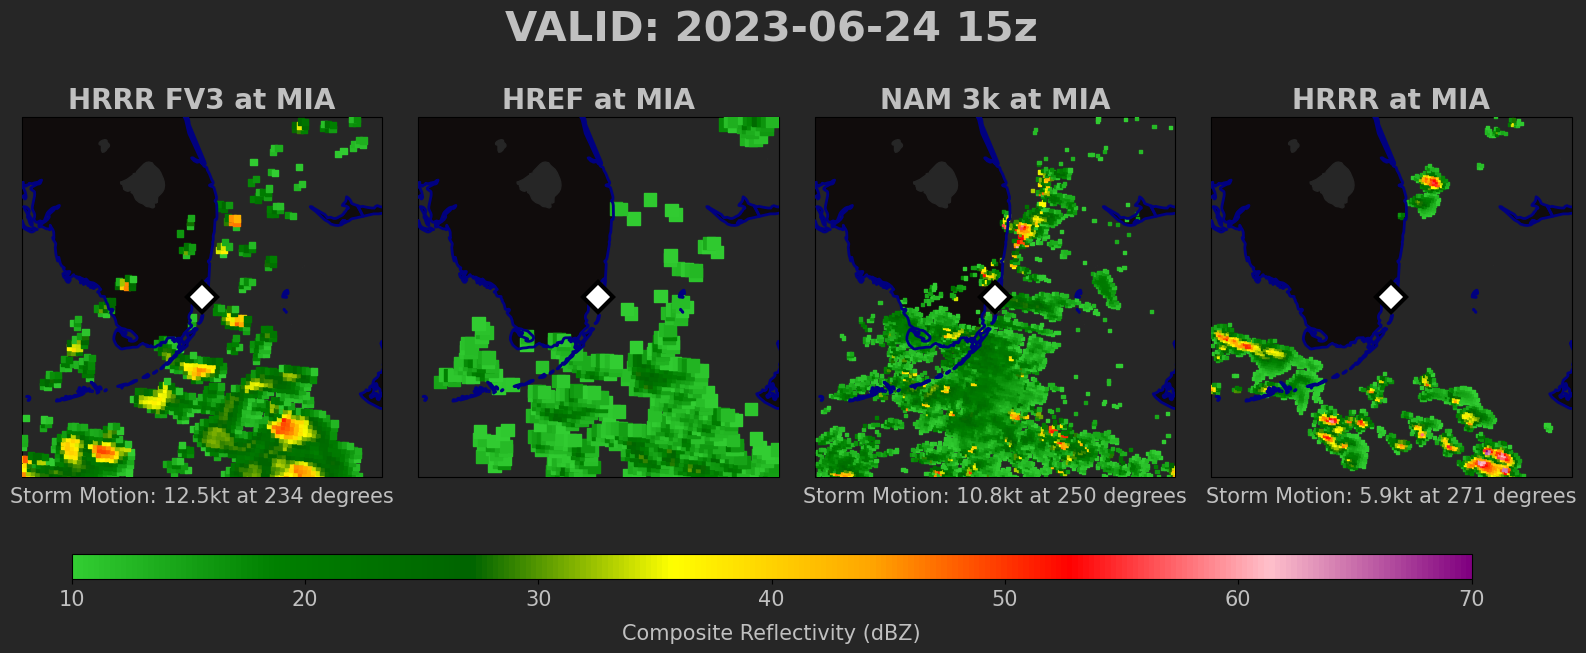 VALID: 2023-06-24 15z
HRRR FV3 at MIA
HREF at MIA
NAM 3k at MIA
HRRR at MIA
Storm Motion: 12.5kt at 234 degrees
Storm Motion: 10.8kt at 250 degrees
Storm Motion: 5.9kt at 271 degrees
10 20 30 40 50 60 70
Composite Reflectivity (dBZ)